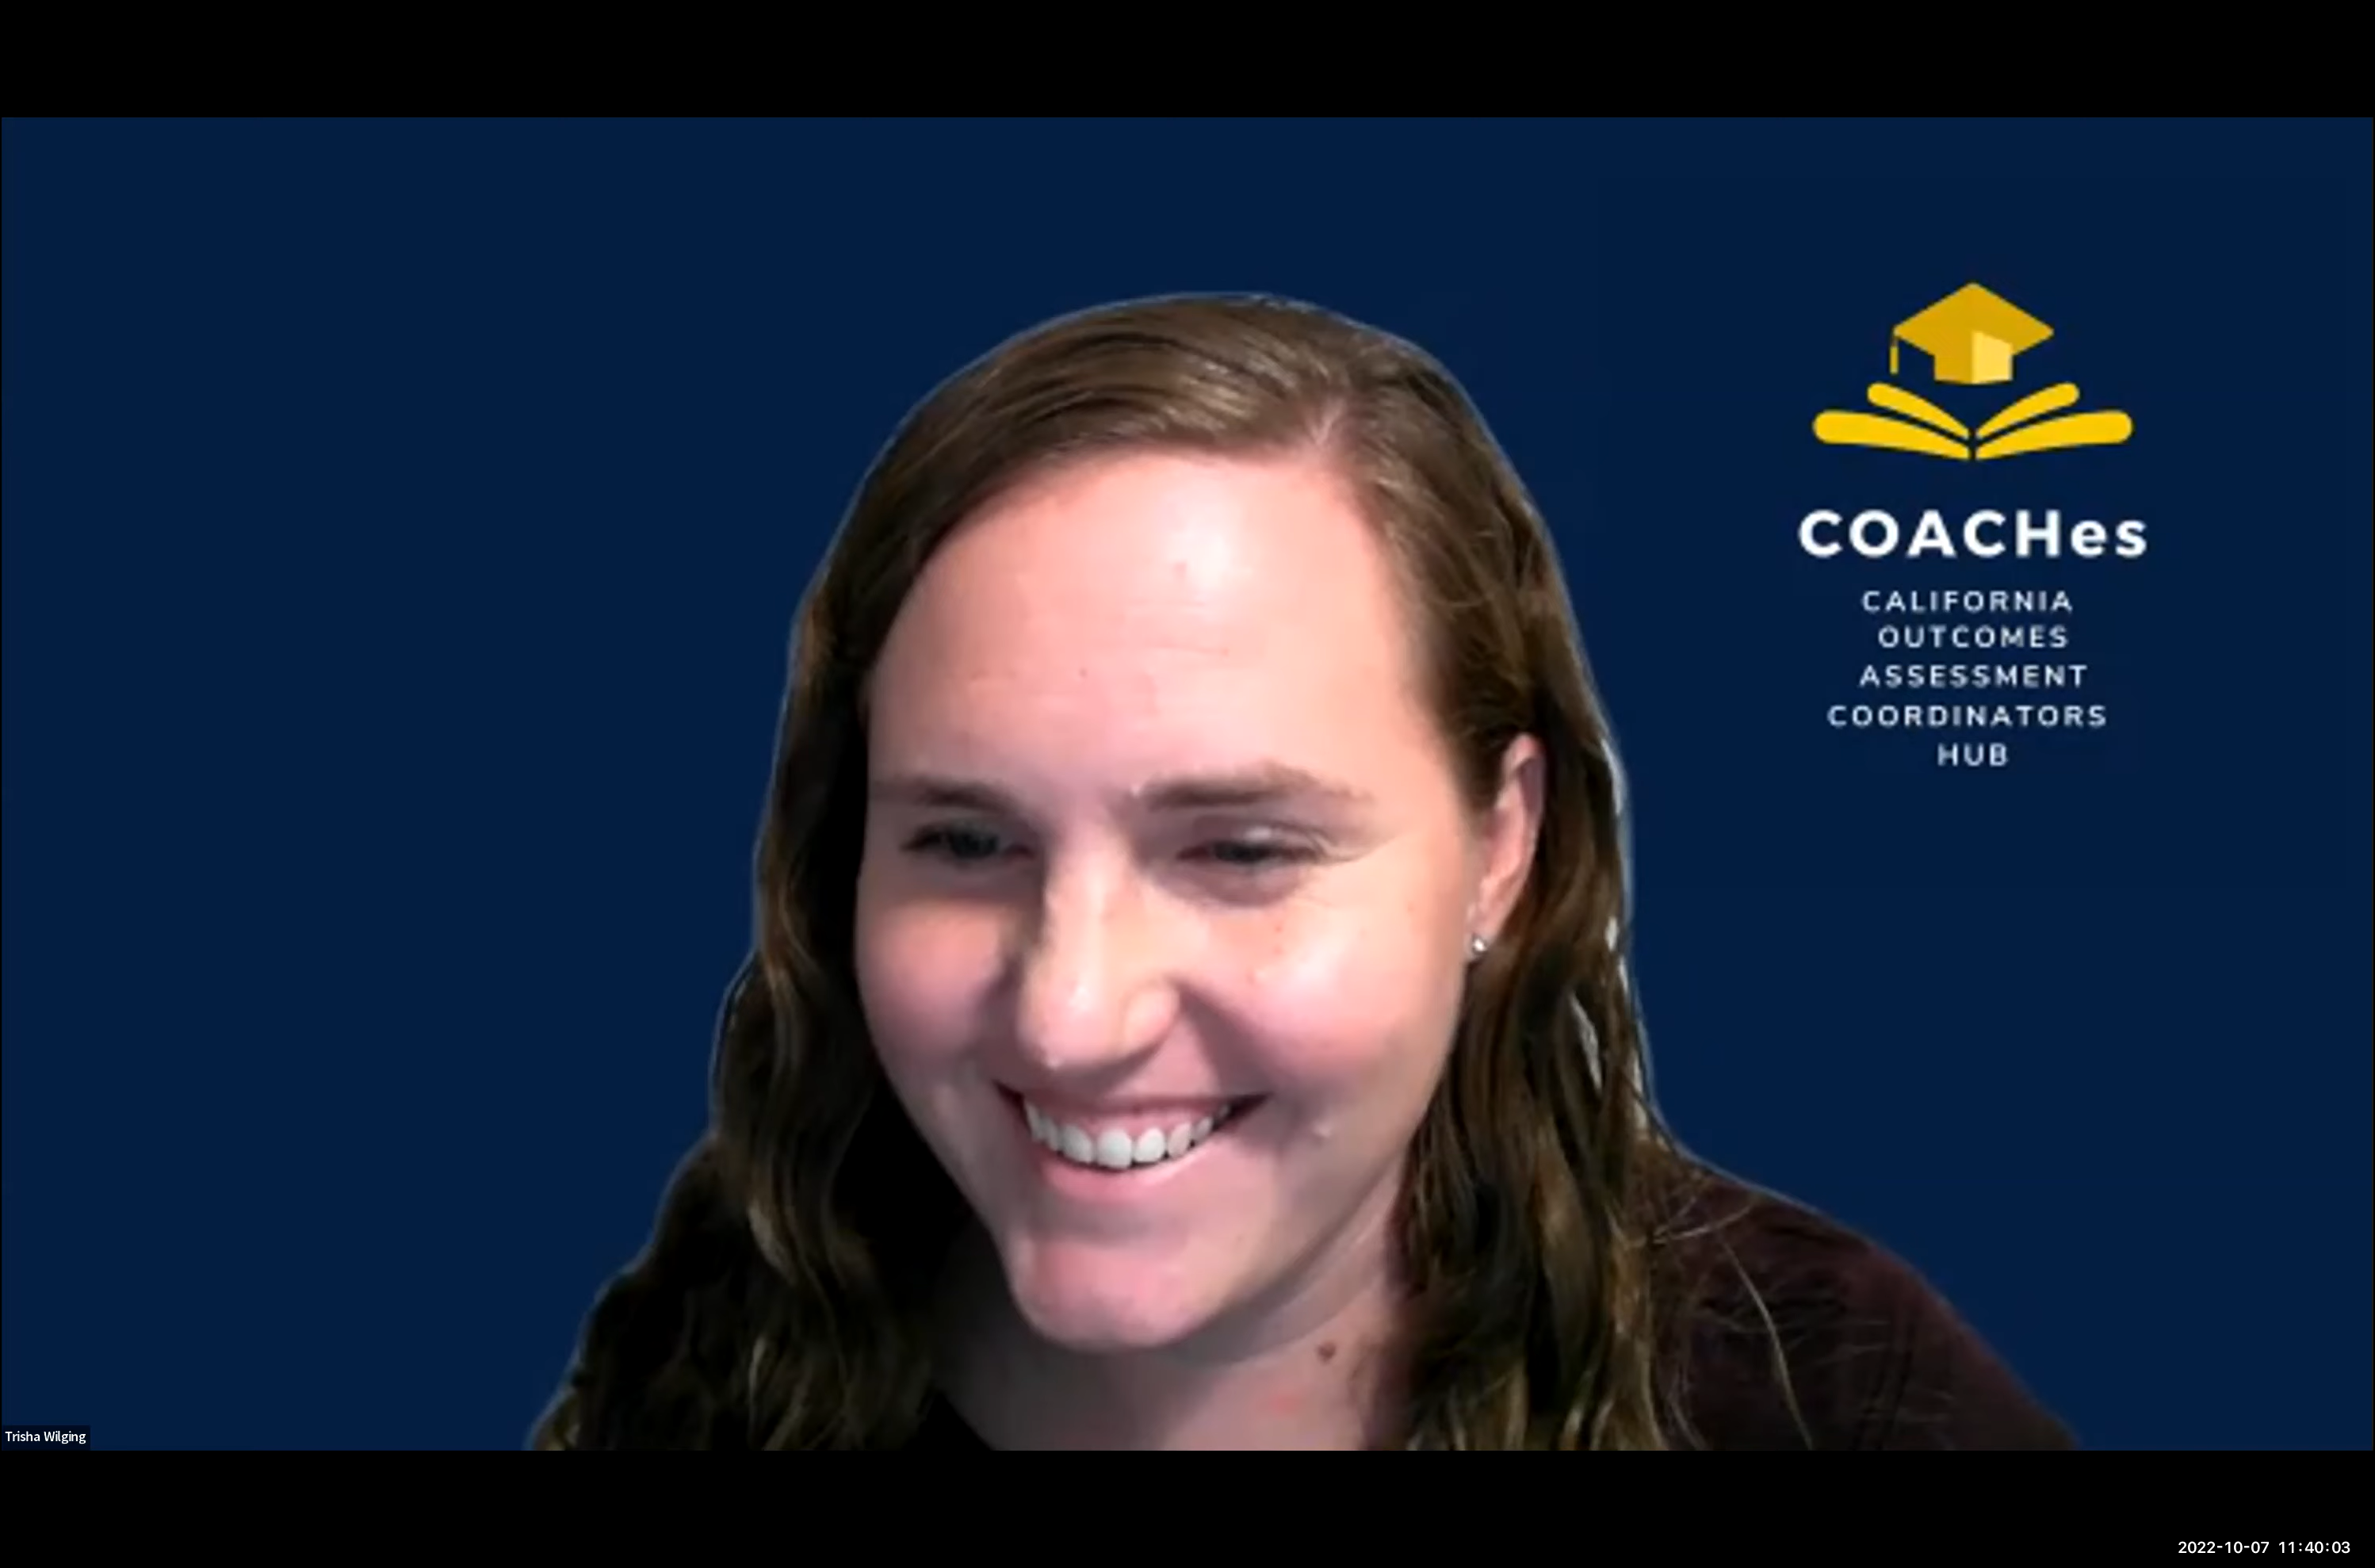 COACHes
CALIFORNIA
OUTCOMES
ASSESSMENT
COORDINATORS
HUB
Trisha Wilging
2022-10-07 11:40:03